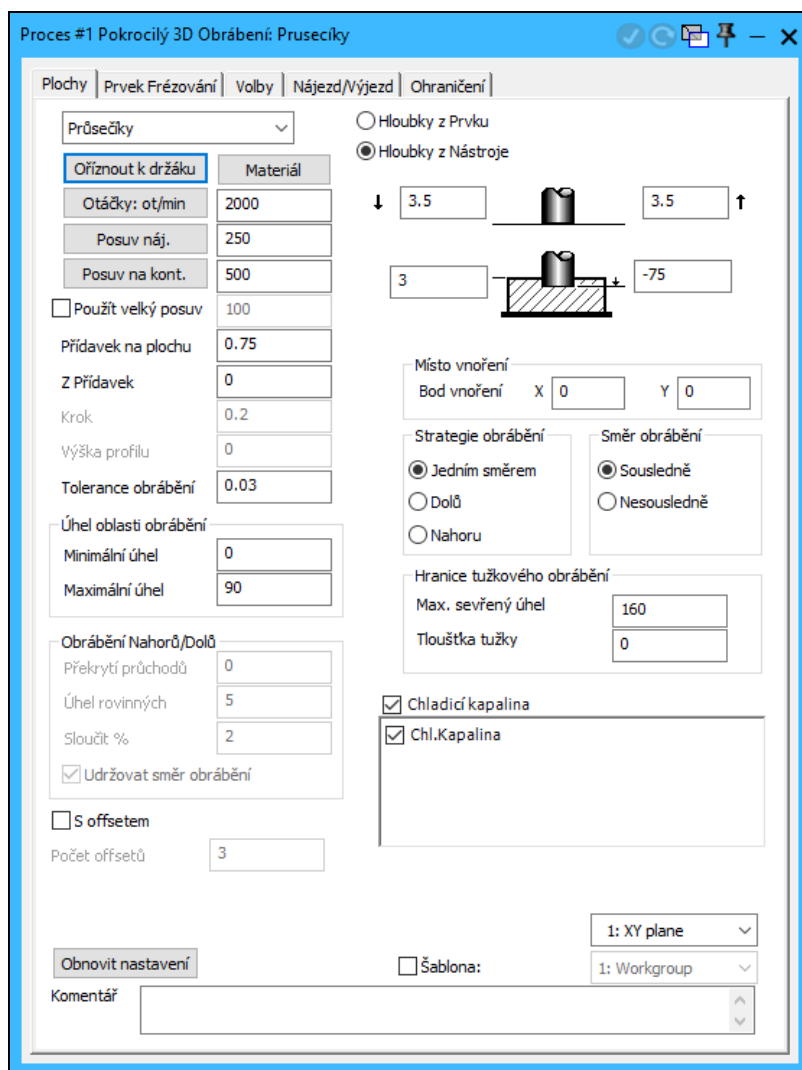 Proces #1 Pokrocilý 3D Obrábení: Prusecíky
Plochy Prvek Frézování Volby Nájezd/Výjezd Ohraničení
Průsečíky
Hloubky z Prvku
Hloubky z Nástroje
Oříznout k držáku Materiál
Otáčky: ot/min 2000
3.5 3.5
Posuv náj. 250
Posuv na kont. 500
3 -75
Použít velký posuv 100
Přídavek na plochu 0.75
Z Přídavek 0
Krok 0.2
Výška profilu 0
Tolerance obrábění 0.03
Místo vnoření
Bod vnoření X 0 Y 0
Strategie obrábění Směr obrábění
Jedním směrem Sousledně
Dolů Nesousledně
Nahoru
Úhel oblasti obrábění
Minimální úhel 0
Maximální úhel 90
Hranice tužkového obrábění
Max. sevřený úhel 160
Tloušťka tužky 0
Obrábění Nahorů/Dolů
Překrytí průchodů 0
Úhel rovinných 5
Sloučit % 2
Udržovat směr obrábění
Chladicí kapalina
Chl.Kapalina
S offsetem
Počet offsetů 3
1: XY plane
Obnovit nastavení Šablona: 1: Workgroup
Komentář